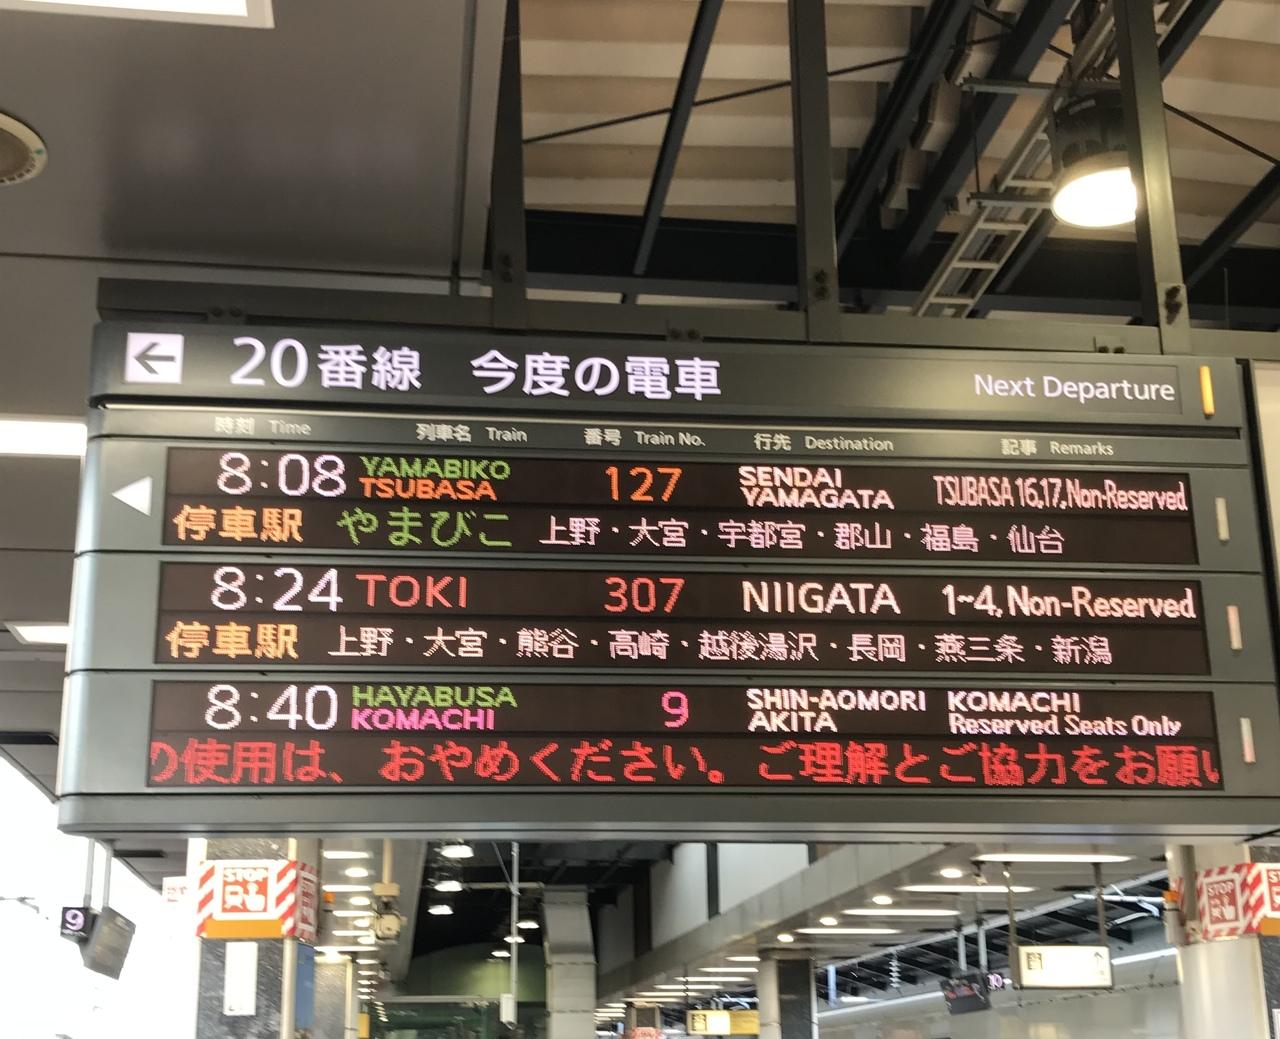 20番線 今度の電車 Next Departure
時刻 Time 列車名 Train 番号 Train No. 行先 Destination 記事 Remarks
8:08 YAMABIKO TSUBASA 127 SENDAI YAMAGATA TSUBASA 16,17,Non-Reserved
停車駅 やまびこ 上野・大宮・宇都宮・郡山・福島・仙台
8:24 TOKI 307 NIIGATA 1~4,Non-Reserved
停車駅 上野・大宮・熊谷・高崎・越後湯沢・長岡・燕三条・新潟
8:40 HAYABUSA KOMACHI 9 SHIN-AOMORI AKITA KOMACHI Reserved Seats Only
の使用は、おやめください。ご理解とご協力をお願い
STOP
STOP
9
10